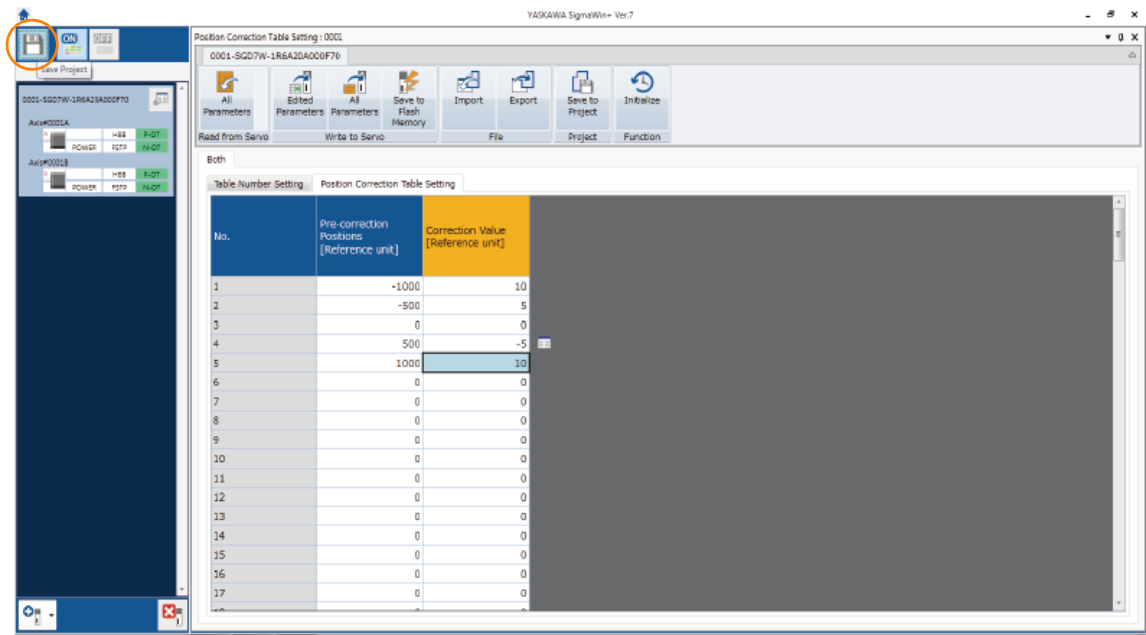 YASKAWA SigmaWin+ Ver.7
ON
Save Project
Position Correction Table Setting : 0001
0001-SGD7W-1R6A20A000F70
All Parameters
Edited Parameters
All Parameters
Save to Flash Memory
Import
Export
Save to Project
Initialize
Read from Servo
Write to Servo
File
Project
Function
0001-SGD7W-1R6A20A000F70
Axis#0001A
HBB P-OT
POWER FSTP N-OT
Axis#0001B
HBB P-OT
POWER FSTP N-OT
Both
Table Number Setting
Position Correction Table Setting
No.
Pre-correction Positions [Reference unit]
Correction Value [Reference unit]
1 -1000 10
2 -500 5
3 0 0
4 500 -5
5 1000 10
6 0 0
7 0 0
8 0 0
9 0 0
10 0 0
11 0 0
12 0 0
13 0 0
14 0 0
15 0 0
16 0 0
17 0 0